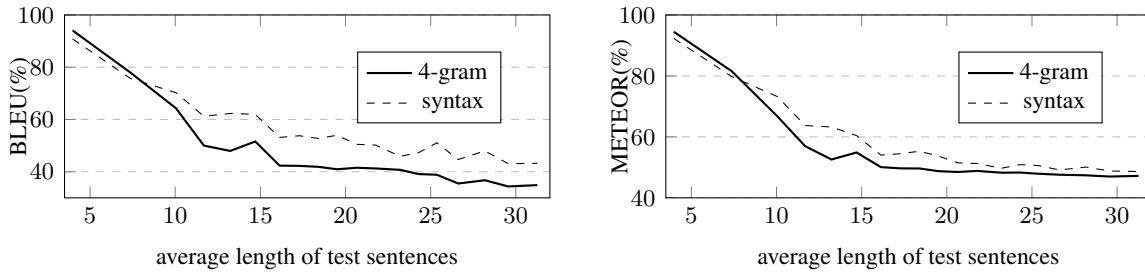 100
80
60
40
BLEU(%)
4-gram
syntax
5 10 15 20 25 30
average length of test sentences
100
80
60
40
METEOR(%)
4-gram
syntax
5 10 15 20 25 30
average length of test sentences